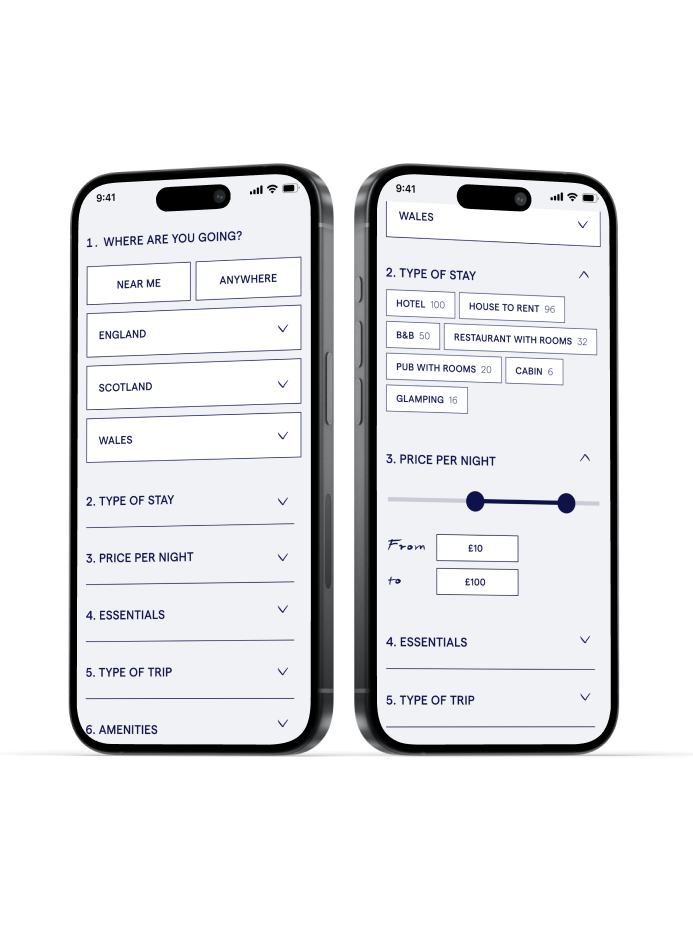 9:41
1. WHERE ARE YOU GOING?
NEAR ME ANYWHERE
ENGLAND
SCOTLAND
WALES
2. TYPE OF STAY
3. PRICE PER NIGHT
4. ESSENTIALS
5. TYPE OF TRIP
6. AMENITIES
9:41
WALES
2. TYPE OF STAY
HOTEL 100 HOUSE TO RENT 96
B&B 50 RESTAURANT WITH ROOMS 32
PUB WITH ROOMS 20 CABIN 6
GLAMPING 16
3. PRICE PER NIGHT
From £10
to £100
4. ESSENTIALS
5. TYPE OF TRIP